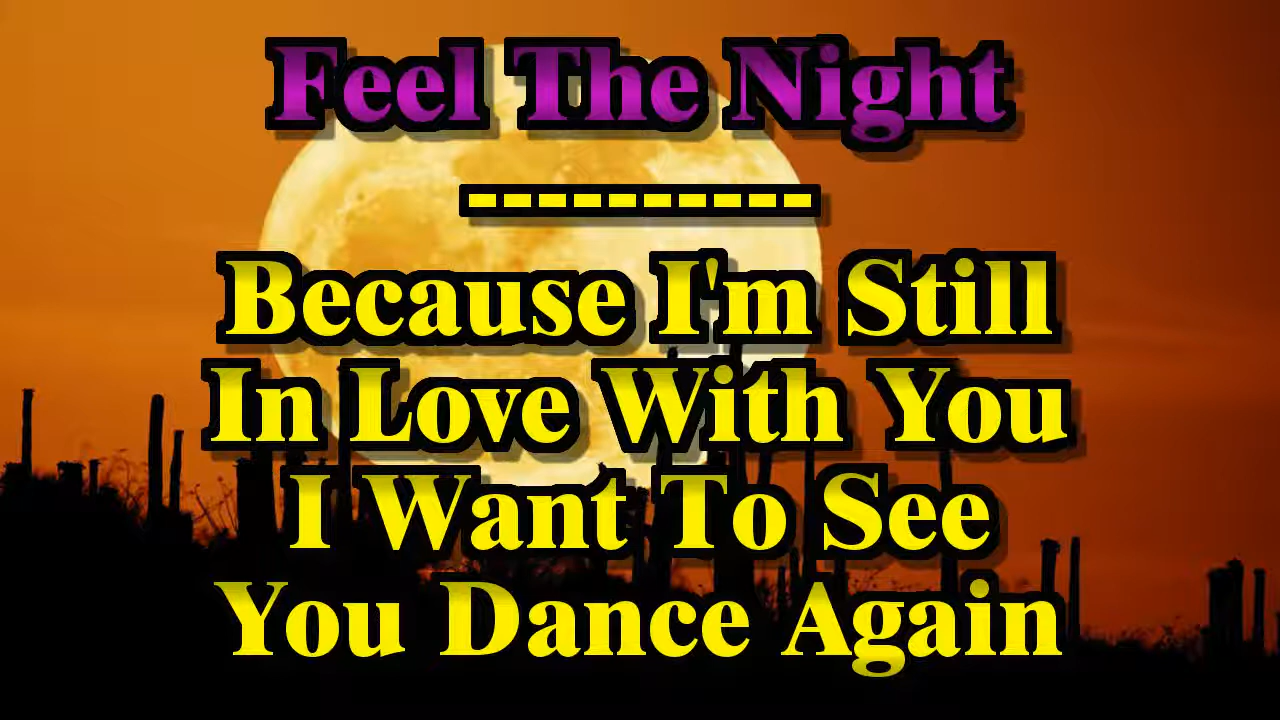 Feel The Night
----------
Because I'm Still
In Love With You
I Want To See
You Dance Again